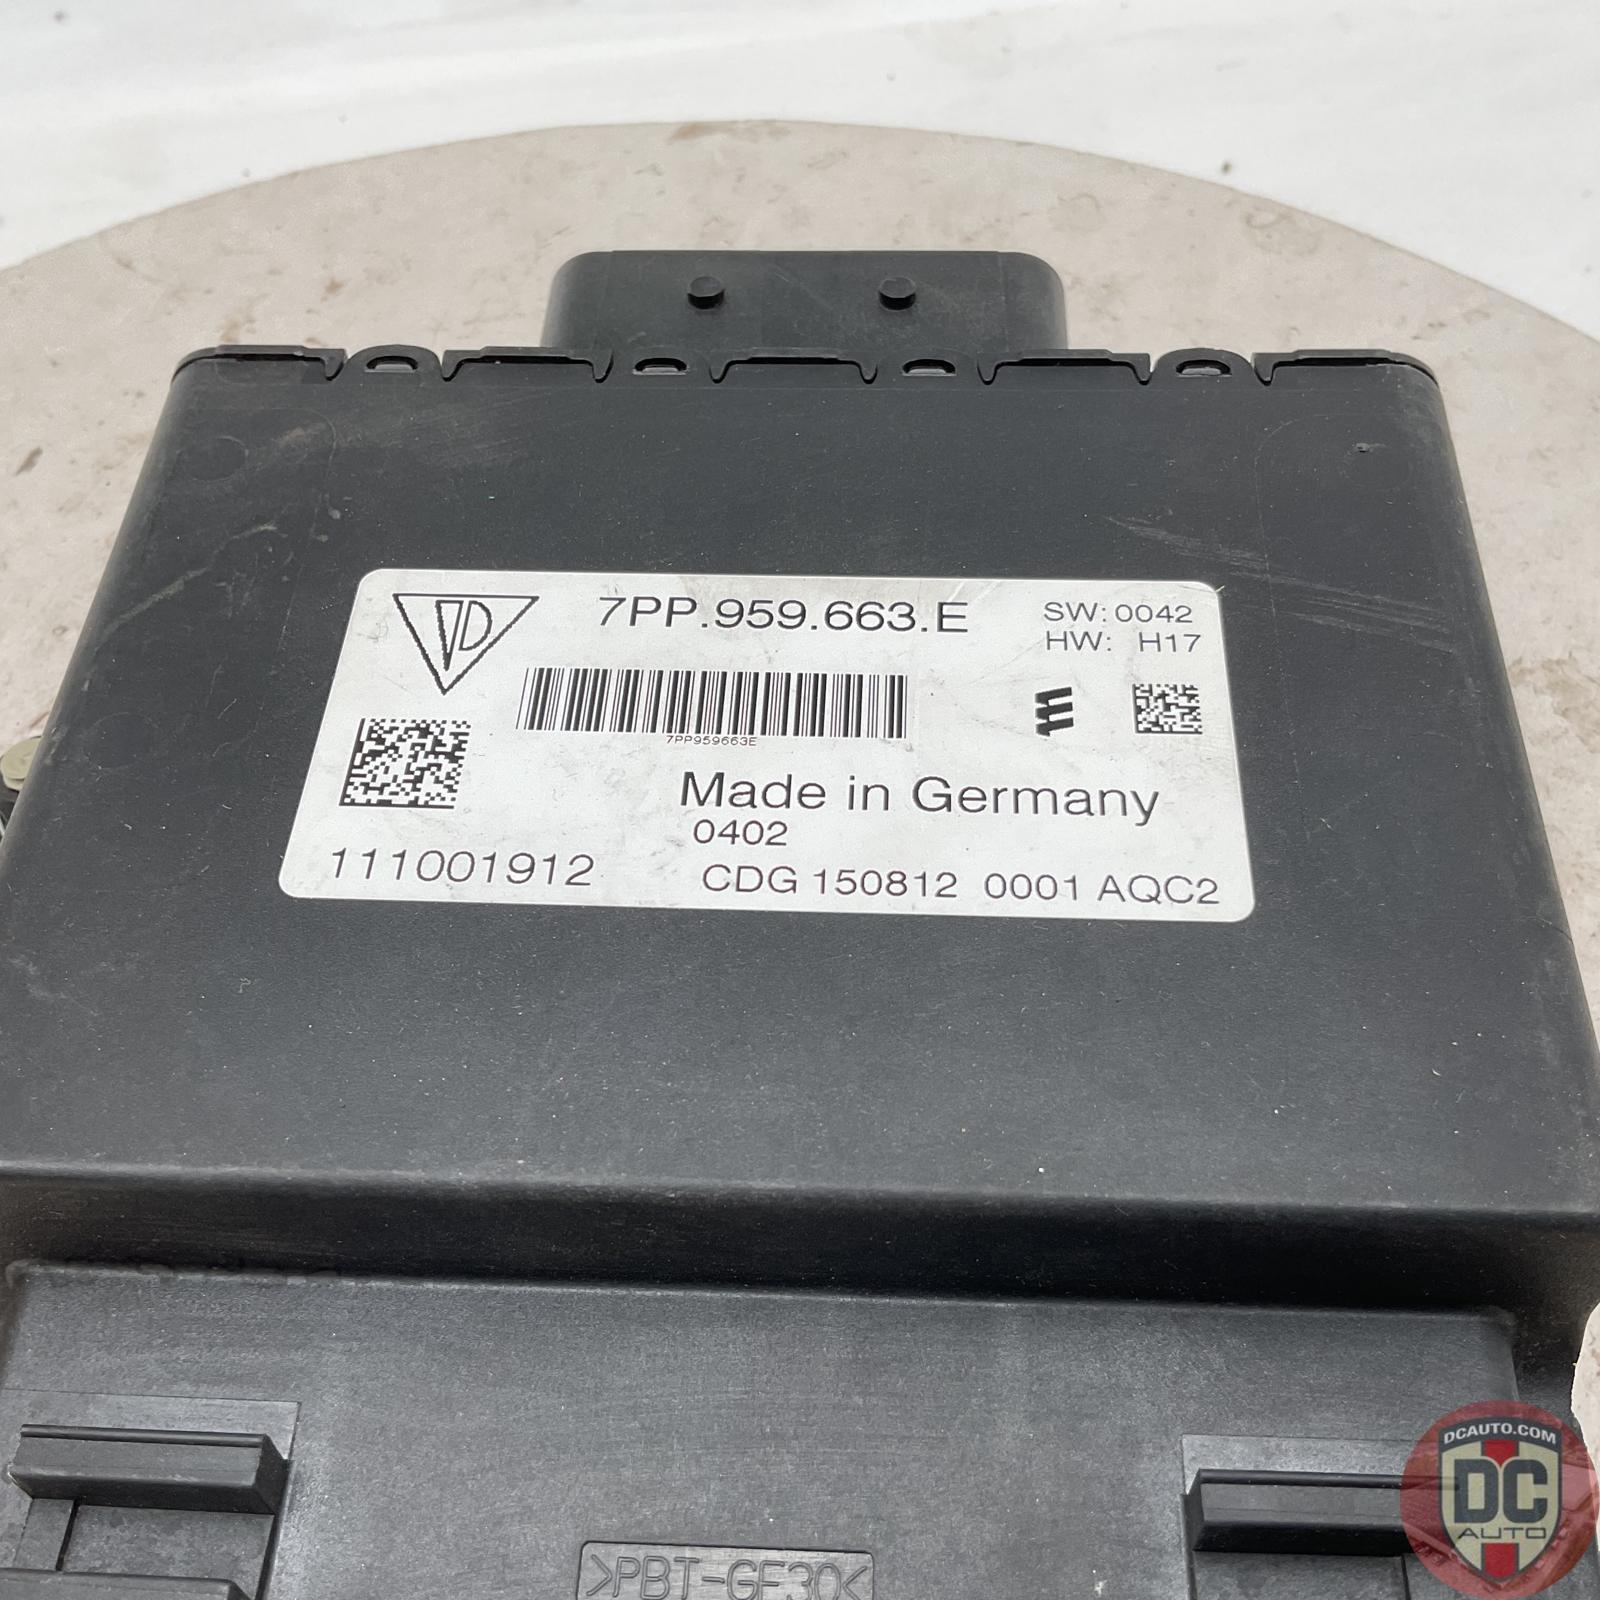 7PP.959.663.E
SW: 0042
HW: H17
7PP959663E
Made in Germany
0402
111001912
CDG 150812 0001 AQC2
>PBT-GF30<
DCAUTO.COM
DC
AUTO